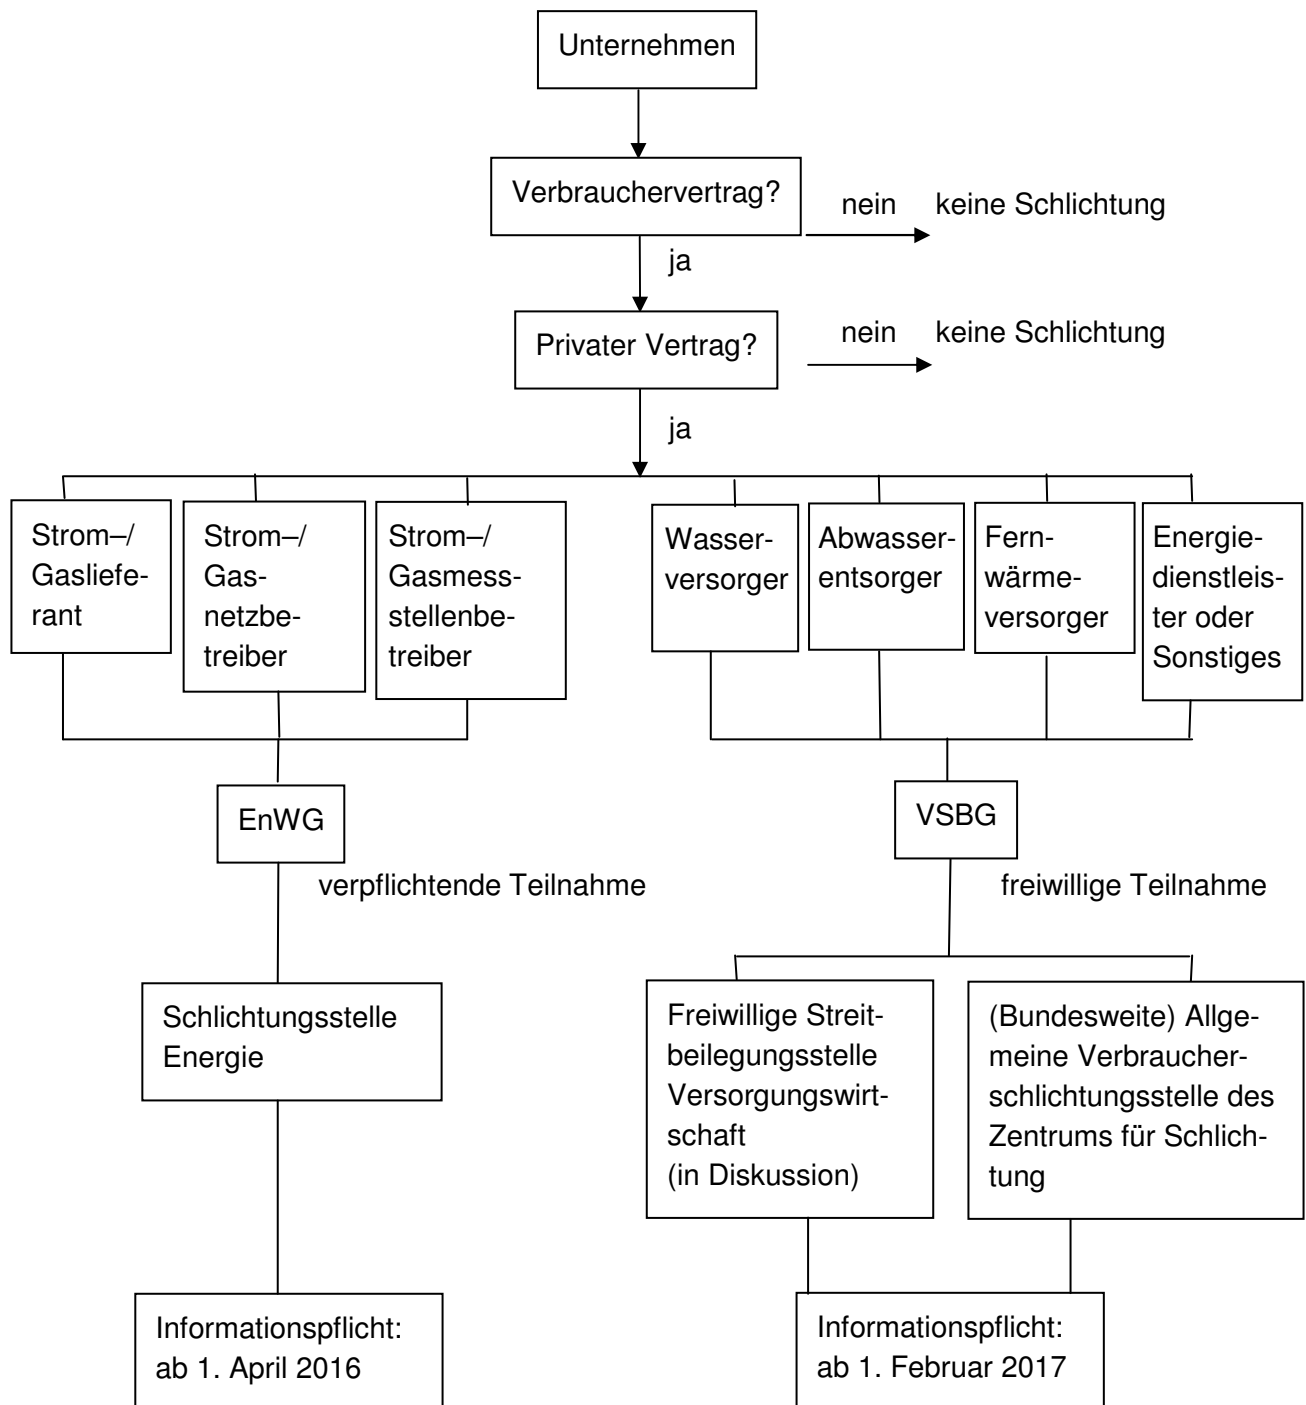 Unternehmen
Verbrauchervertrag?
nein keine Schlichtung
ja
Privater Vertrag?
nein keine Schlichtung
ja
Strom–/
Gasliefe-
rant
Strom–/
Gas-
netzbe-
treiber
Strom–/
Gasmess-
stellenbe-
treiber
Wasser-
versorger
Abwasser-
entsorger
Fern-
wärme-
versorger
Energie-
dienstleis-
ter oder
Sonstiges
EnWG
VSBG
verpflichtende Teilnahme
freiwillige Teilnahme
Schlichtungsstelle
Energie
Freiwillige Streit-
beilegungsstelle
Versorgungswirt-
schaft
(in Diskussion)
(Bundesweite) Allge-
meine Verbraucher-
schlichtungsstelle des
Zentrums für Schlich-
tung
Informationspflicht:
ab 1. April 2016
Informationspflicht:
ab 1. Februar 2017